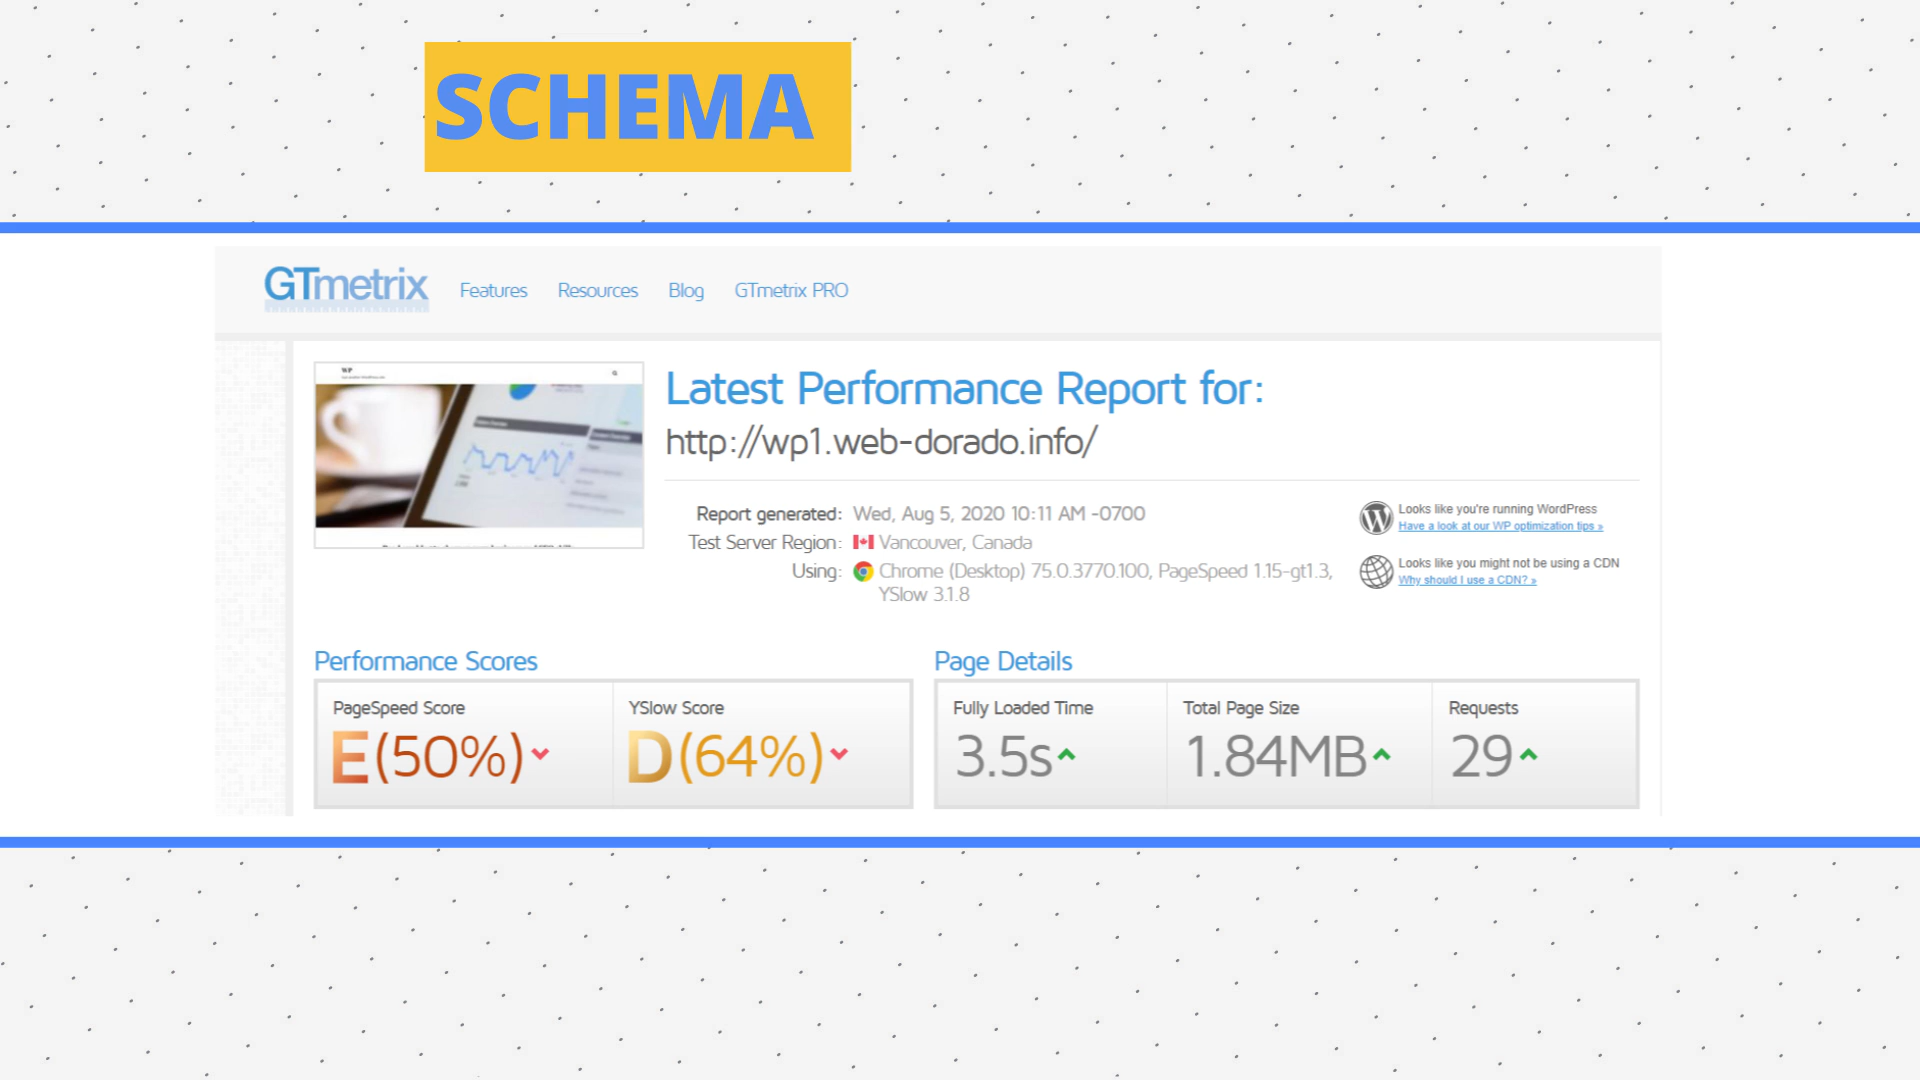 SCHEMA
GTmetrix Features Resources Blog GTmetrix PRO
WP
Latest Performance Report for:
http://wp1.web-dorado.info/
Report generated: Wed, Aug 5, 2020 10:11 AM -0700
Test Server Region: Vancouver, Canada
Using: Chrome (Desktop) 75.0.3770.100, PageSpeed 1.15-gt1.3,
YSlow 3.1.8
Looks like you're running WordPress
Have a look at our WP optimization tips »
Looks like you might not be using a CDN
Why should I use a CDN? »
Performance Scores
PageSpeed Score YSlow Score
E(50%) D(64%)
Page Details
Fully Loaded Time Total Page Size Requests
3.5s 1.84MB 29